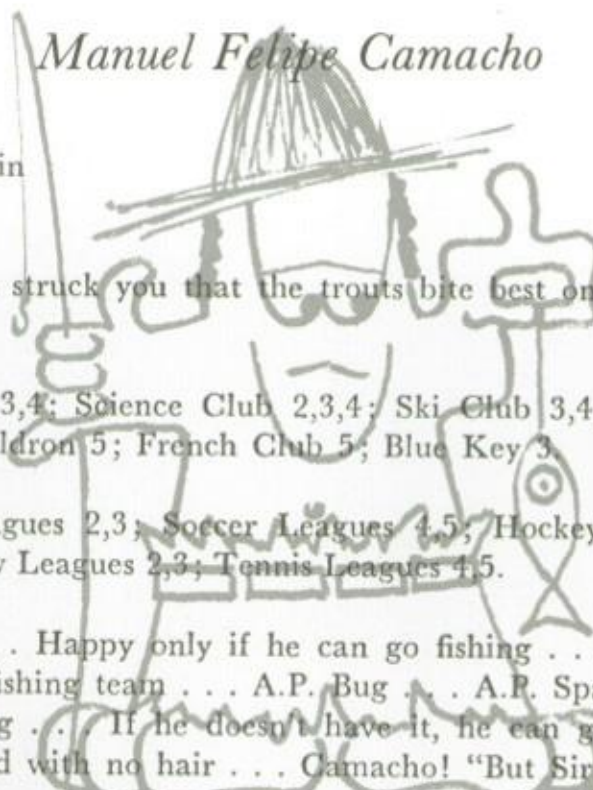 Manuel Felipe Camacho
in
struck you that the trouts bite best on
3,4; Science Club 2,3,4; Ski Club 3,4
ldron 5; French Club 5; Blue Key 3.
gues 2,3; Soccer Leagues 4,5; Hockey
Leagues 2,3; Tennis Leagues 4,5.
. Happy only if he can go fishing . . .
ishing team . . . A.P. Bug . . . A.P. Sp
g . . . If he doesn't have it, he can g
d with no hair . . . Camacho! "But Sir